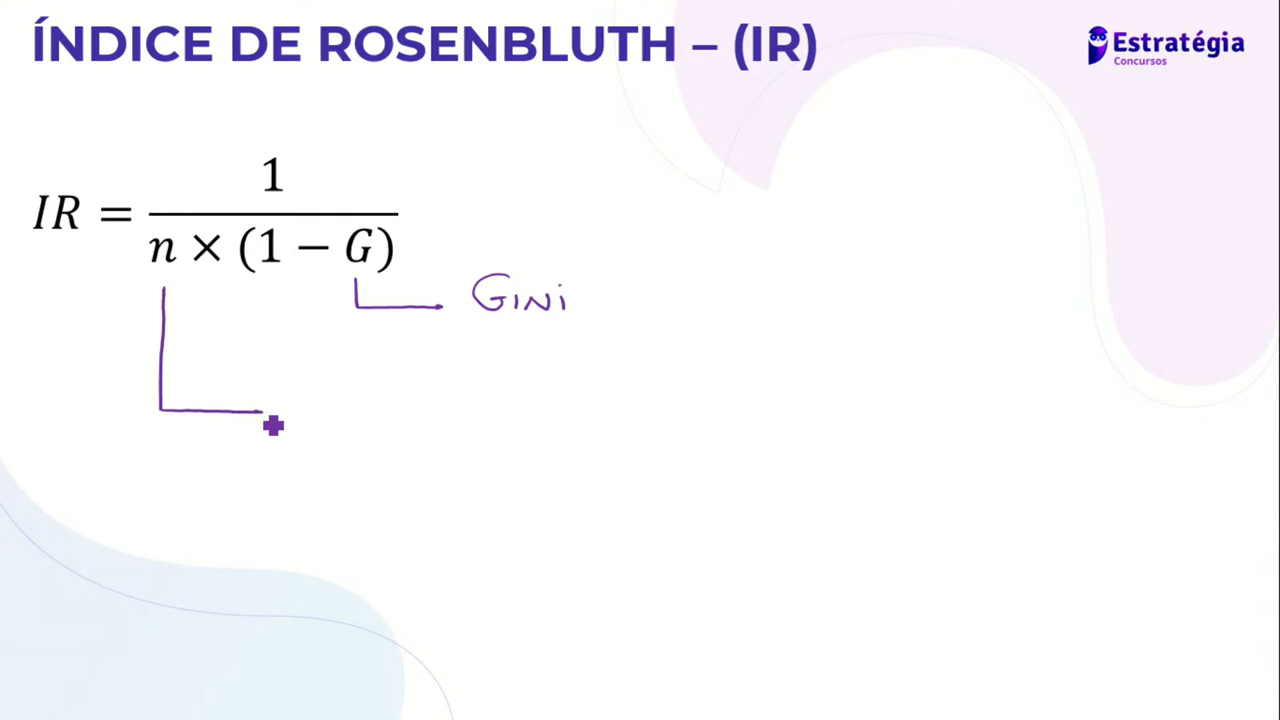 ÍNDICE DE ROSENBLUTH – (IR)
Estratégia
Concursos
IR = 1 / n × (1 − G)
GINI